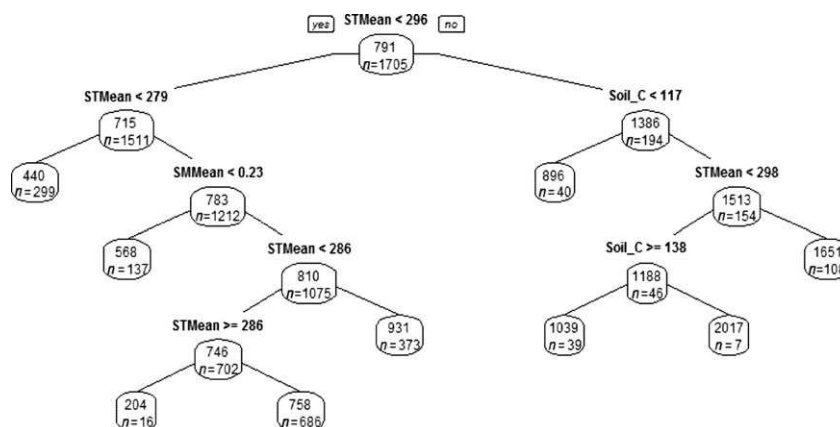 yes STMean < 296 no
791
n=1705
STMean < 279
Soil_C < 117
715
n=1511
1386
n=194
440
n=299
SMMean < 0.23
896
n=40
STMean < 298
783
n=1212
1513
n=154
568
n=137
STMean < 286
Soil_C >= 138
1651
n=108
810
n=1075
1188
n=46
STMean >= 286
931
n=373
1039
n=39
2017
n=7
746
n=702
204
n=16
758
n=686